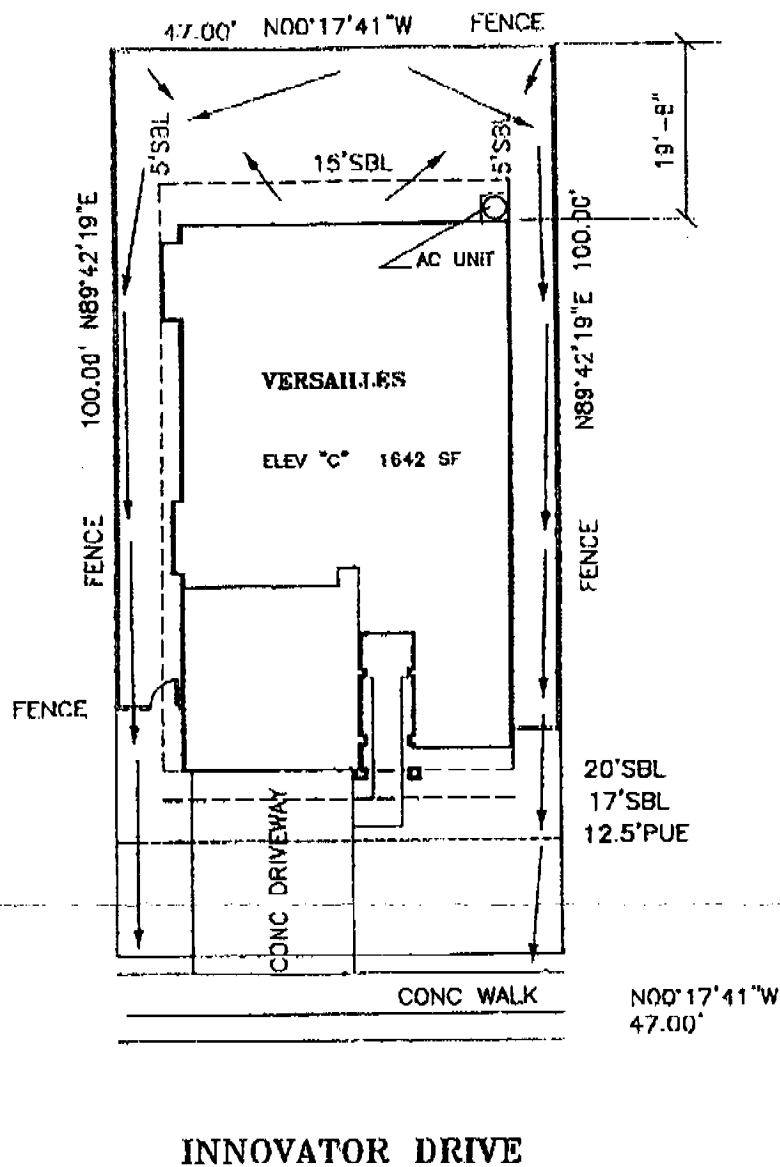 47.00' N00°17'41"W FENCE
5'SBL
15'SBL
5'SBL
19'-8"
100.00' N89°42'19"E
N89°42'19"E 100.00'
AC UNIT
VERSAILLES
ELEV "C" 1642 SF
FENCE
FENCE
FENCE
20'SBL
17'SBL
12.5'PUE
CONC DRIVEWAY
CONC WALK
N00°17'41"W
47.00'
INNOVATOR DRIVE